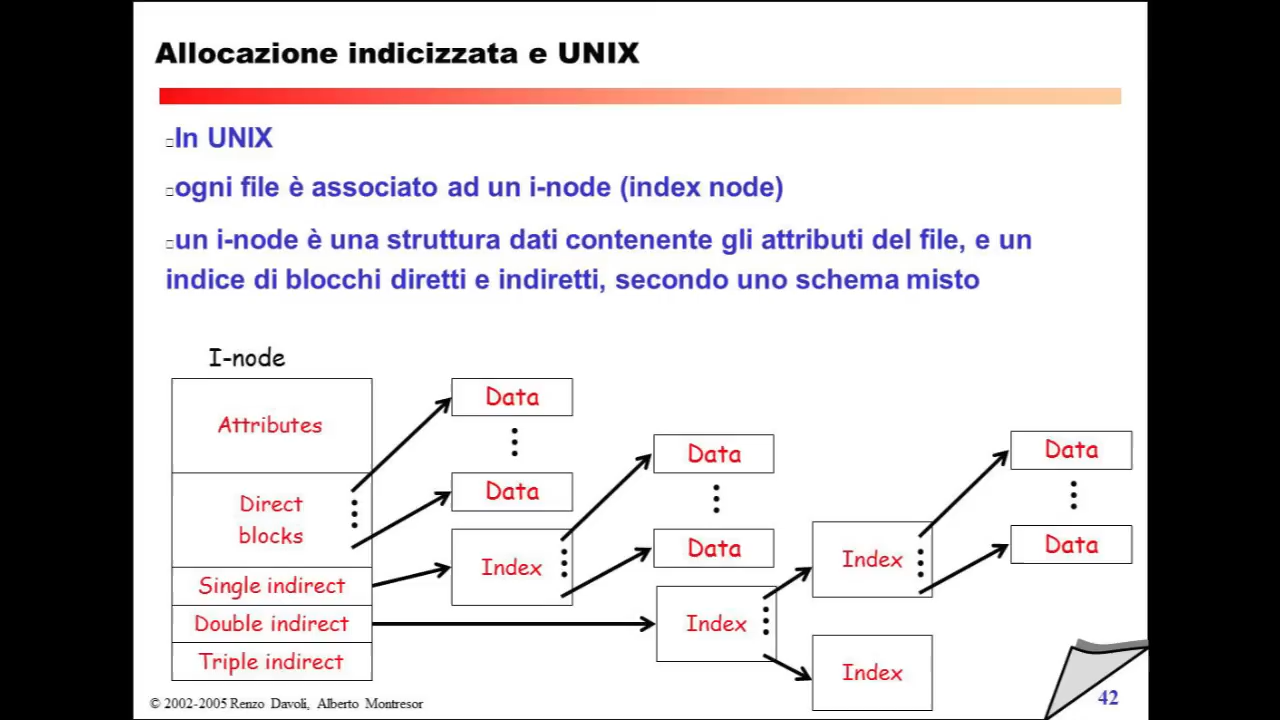 Allocazione indicizzata e UNIX
In UNIX
ogni file è associato ad un i-node (index node)
un i-node è una struttura dati contenente gli attributi del file, e un
indice di blocchi diretti e indiretti, secondo uno schema misto
I-node
Attributes
Direct
blocks
Single indirect
Double indirect
Triple indirect
Data
Data
Index
Data
Data
Index
Index
Index
Data
Data
© 2002-2005 Renzo Davoli, Alberto Montresor
42